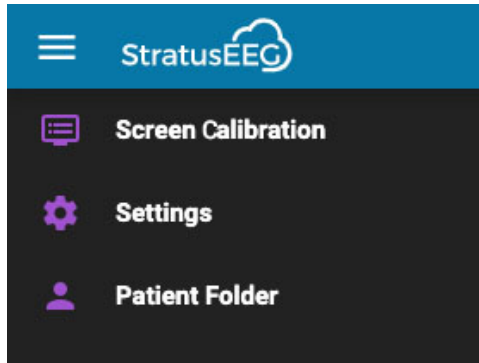 StratusEEG
Screen Calibration
Settings
Patient Folder